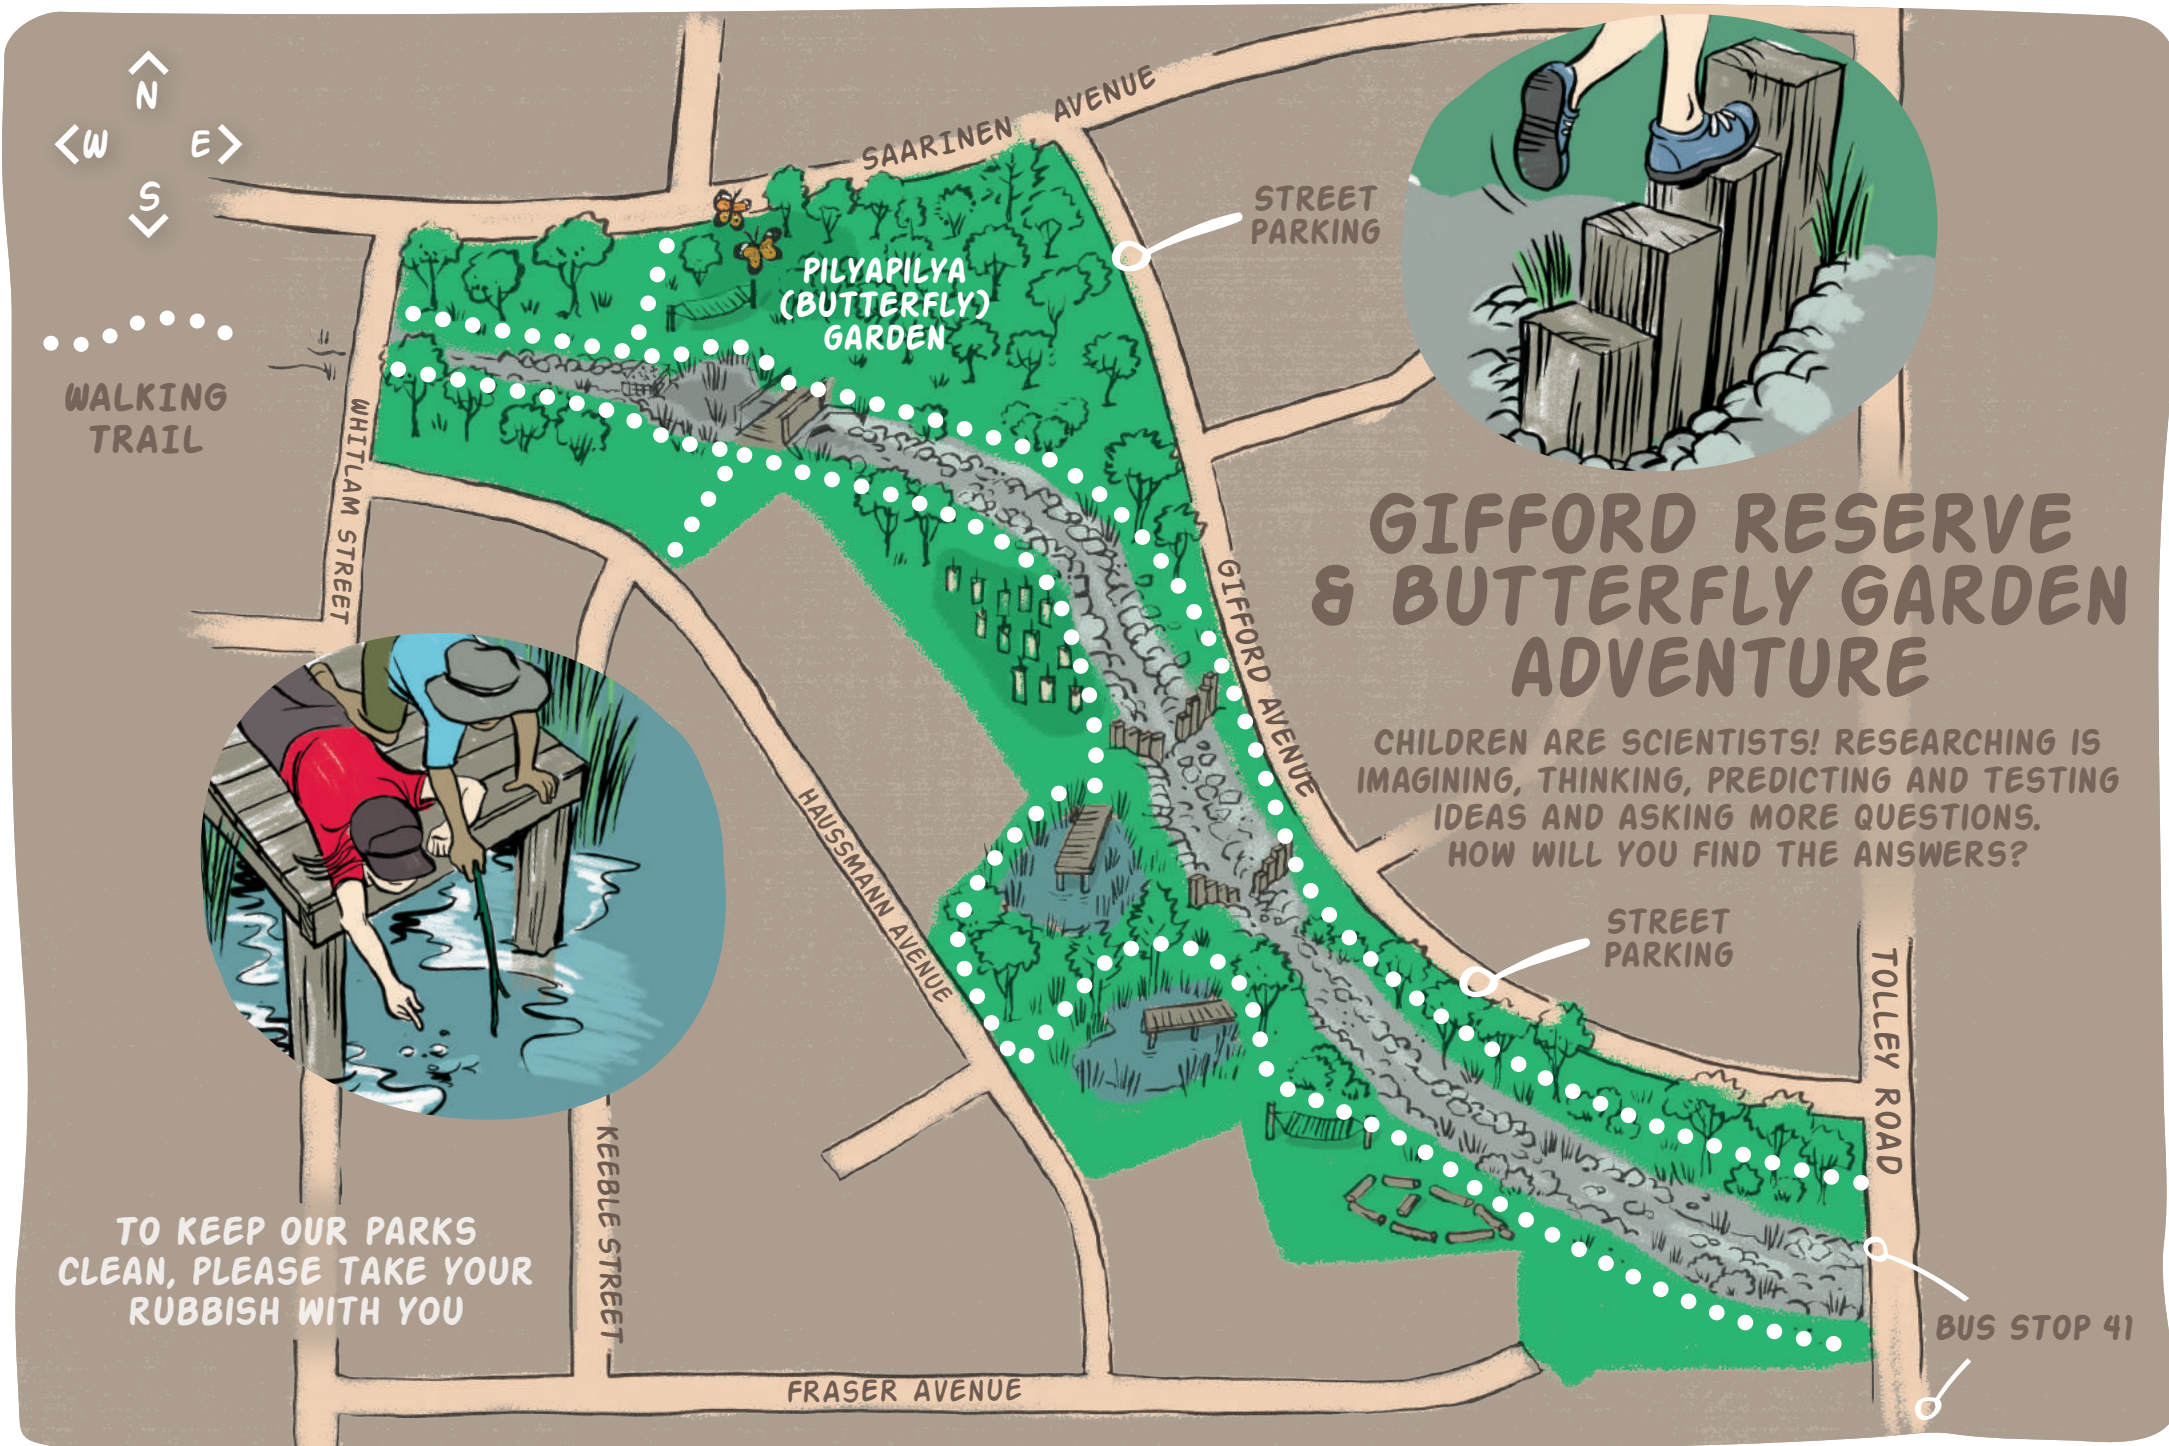 N
W E
S
WALKING
TRAIL
SAARINEN AVENUE
STREET
PARKING
PILYAPILYA
(BUTTERFLY)
GARDEN
WHITLAM STREET
GIFFORD RESERVE
& BUTTERFLY GARDEN
ADVENTURE
CHILDREN ARE SCIENTISTS! RESEARCHING IS
IMAGINING, THINKING, PREDICTING AND TESTING
IDEAS AND ASKING MORE QUESTIONS.
HOW WILL YOU FIND THE ANSWERS?
GIFFORD AVENUE
HAUSSMANN AVENUE
STREET
PARKING
TOLLEY ROAD
KEEBLE STREET
TO KEEP OUR PARKS
CLEAN, PLEASE TAKE YOUR
RUBBISH WITH YOU
BUS STOP 41
FRASER AVENUE